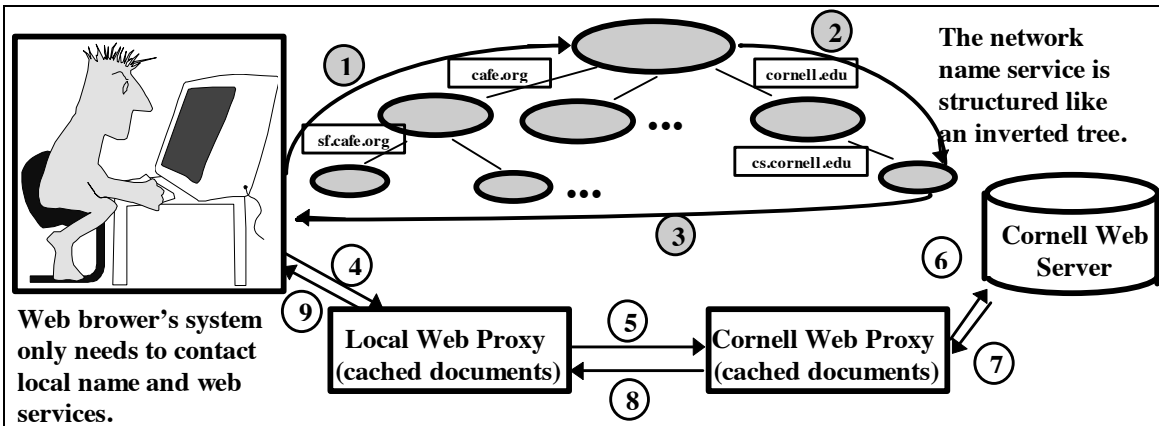 1
2
The network
name service is
structured like
an inverted tree.
cafe.org
cornell.edu
sf.cafe.org
...
cs.cornell.edu
...
3
4
9
6
Cornell Web
Server
7
Web brower's system
only needs to contact
local name and web
services.
Local Web Proxy
(cached documents)
5
8
Cornell Web Proxy
(cached documents)